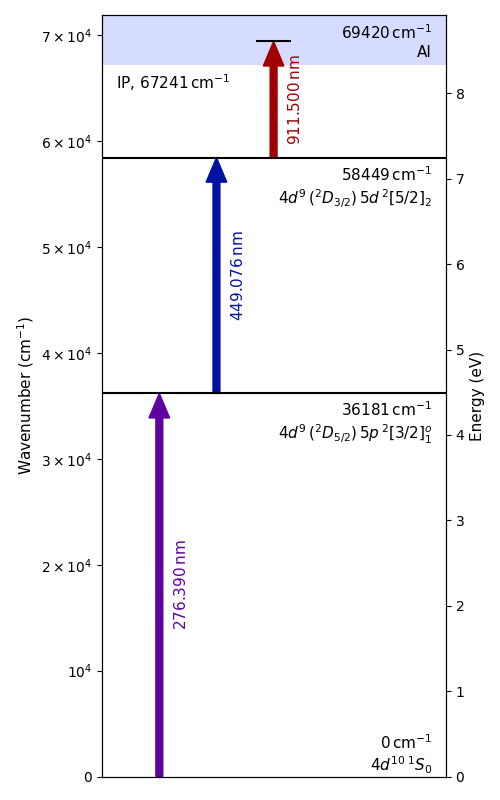 7 × 10⁴
69420 cm⁻¹
AI
IP, 67241 cm⁻¹
911.500 nm
8
6 × 10⁴
58449 cm⁻¹
7
4d⁹ (²D₃/₂) 5d ²[5/2]₂
5 × 10⁴
449.076 nm
6
4 × 10⁴
5
Wavenumber (cm⁻¹)
Energy (eV)
36181 cm⁻¹
4d⁹ (²D₅/₂) 5p ²[3/2]°₁
4
3 × 10⁴
3
276.390 nm
2 × 10⁴
2
10⁴
1
0 cm⁻¹
4d¹⁰ ¹S₀
0
0